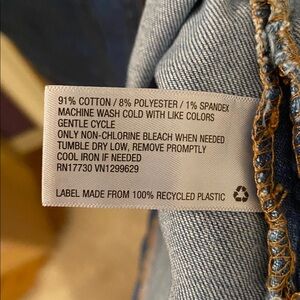 91% COTTON / 8% POLYESTER / 1% SPANDEX
MACHINE WASH COLD WITH LIKE COLORS
GENTLE CYCLE
ONLY NON-CHLORINE BLEACH WHEN NEEDED
TUMBLE DRY LOW, REMOVE PROMPTLY
COOL IRON IF NEEDED
RN17730 VN1299629
LABEL MADE FROM 100% RECYCLED PLASTIC